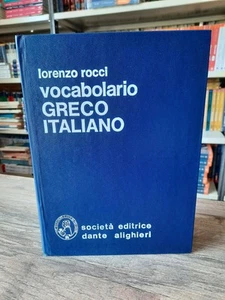 lorenzo rocci
vocabolario
GRECO
ITALIANO
società editrice
dante alighieri